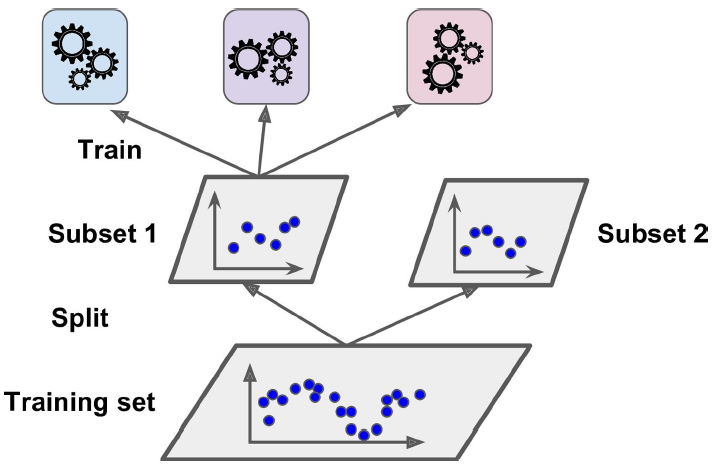 Train
Subset 1
Subset 2
Split
Training set